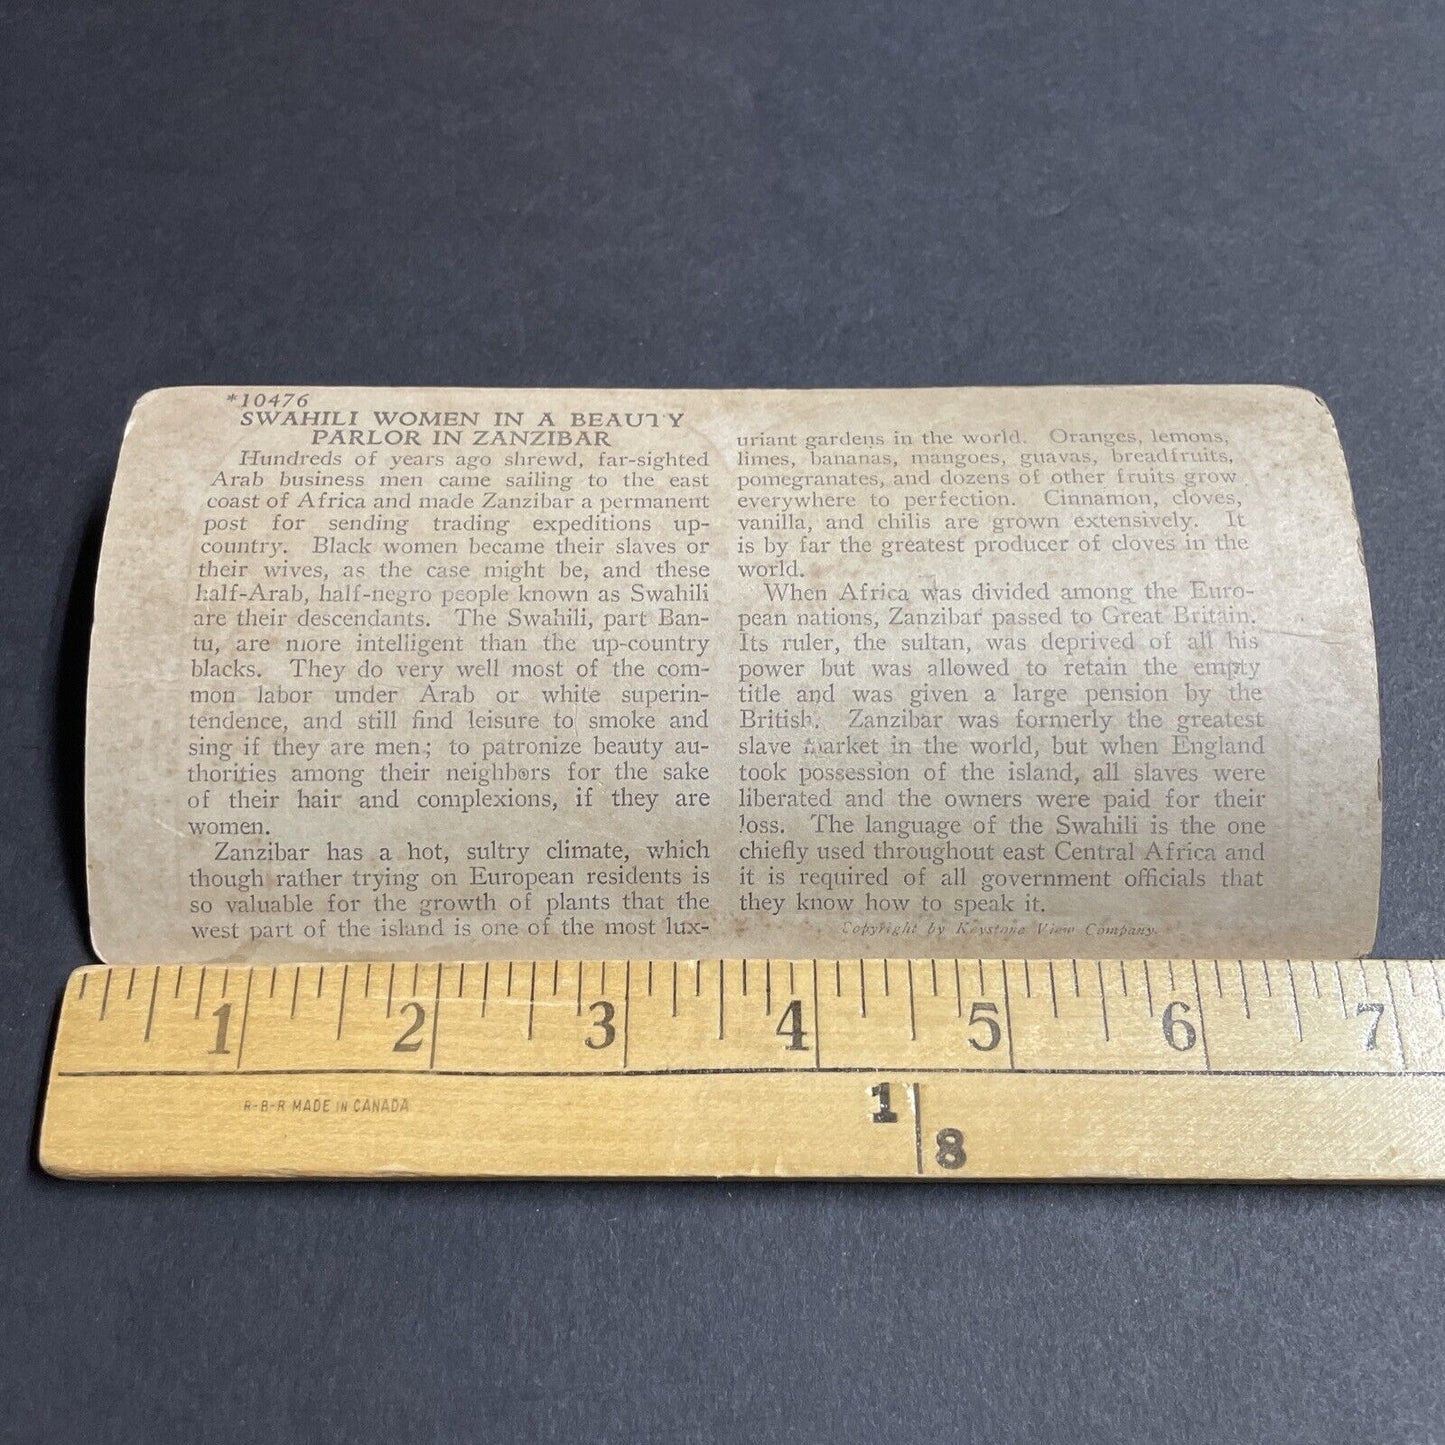 *10476
SWAHILI WOMEN IN A BEAUTY
PARLOR IN ZANZIBAR
Hundreds of years ago shrewd, far-sighted
Arab business men came sailing to the east
coast of Africa and made Zanzibar a permanent
post for sending trading expeditions up-
country. Black women became their slaves or
their wives, as the case might be, and these
half-Arab, half-negro people known as Swahili
are their descendants. The Swahili, part Ban-
tu, are more intelligent than the up-country
blacks. They do very well most of the com-
mon labor under Arab or white superin-
tendence, and still find leisure to smoke and
sing if they are men; to patronize beauty au-
thorities among their neighbors for the sake
of their hair and complexions, if they are
women.
Zanzibar has a hot, sultry climate, which
though rather trying on European residents is
so valuable for the growth of plants that the
west part of the island is one of the most lux-
uriant gardens in the world. Oranges, lemons,
limes, bananas, mangoes, guavas, breadfruits,
pomegranates, and dozens of other fruits grow
everywhere to perfection. Cinnamon, cloves,
vanilla, and chilis are grown extensively. It
is by far the greatest producer of cloves in the
world.
When Africa was divided among the Euro-
pean nations, Zanzibar passed to Great Britain.
Its ruler, the sultan, was deprived of all his
power but was allowed to retain the empty
title and was given a large pension by the
British. Zanzibar was formerly the greatest
slave market in the world, but when England
took possession of the island, all slaves were
liberated and the owners were paid for their
loss. The language of the Swahili is the one
chiefly used throughout east Central Africa and
it is required of all government officials that
they know how to speak it.
Copyright by Keystone View Company.
1 2 3 4 5 6 7
R-B-R MADE IN CANADA
1
8